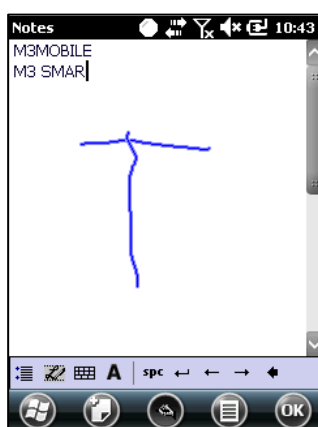 Notes 10:43
M3MOBILE
M3 SMAR
T
A spc
OK